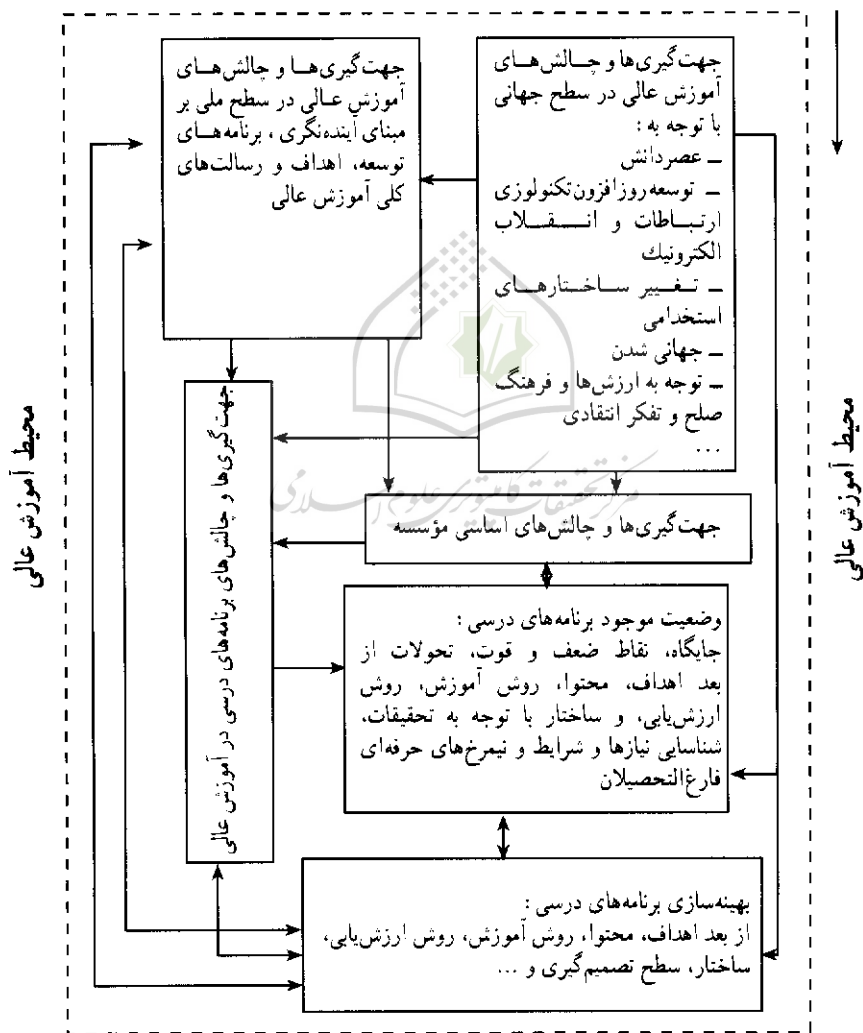 جهت‌گیری‌ها و چالش‌های
آموزش عالی در سطح جهانی
با توجه به :
ـ عصردانش
ـ توسعه روزافزون تکنولوژی
ارتباطات و انقلاب
الکترونیك
ـ تغییر ساختارهای
استخدامی
ـ جهانی شدن
ـ توجه به ارزش‌ها و فرهنگ
صلح و تفکر انتقادی
...
جهت‌گیری‌ها و چالش‌های
آموزش عالی در سطح ملی بر
مبنای آینده‌نگری ، برنامه‌های
توسعه، اهداف و رسالت‌های
کلی آموزش عالی
مرکز تحقیقات کامپیوتری علوم اسلامی
جهت‌گیری‌ها و چالش‌های اساسی مؤسسه
جهت‌گیری‌ها و چالش‌های برنامه‌های درسی در آموزش عالی
وضعیت موجود برنامه‌های درسی :
جایگاه، نقاط ضعف و قوت، تحولات از
بعد اهداف، محتوا، روش آموزش، روش
ارزش‌یابی، و ساختار با توجه به تحقیقات،
شناسایی نیازها و شرایط و نیمرخ‌های حرفه‌ای
فارغ‌التحصیلان
بهینه‌سازی برنامه‌های درسی :
از بعد اهداف، محتوا، روش آموزش، روش ارزش‌یابی،
ساختار، سطح تصمیم‌گیری و ...
محیط آموزش عالی
محیط آموزش عالی